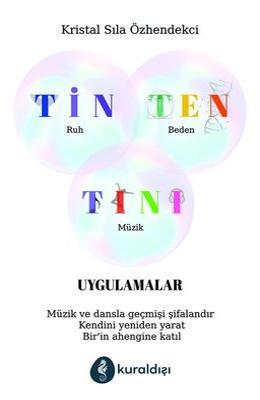 Kristal Sıla Özhendekci
TİN TEN
Ruh Beden
TINI
Müzik
UYGULAMALAR
Müzik ve dansla geçmişi şifalandır
Kendini yeniden yarat
Bir'in ahengine katıl
kuraldışı